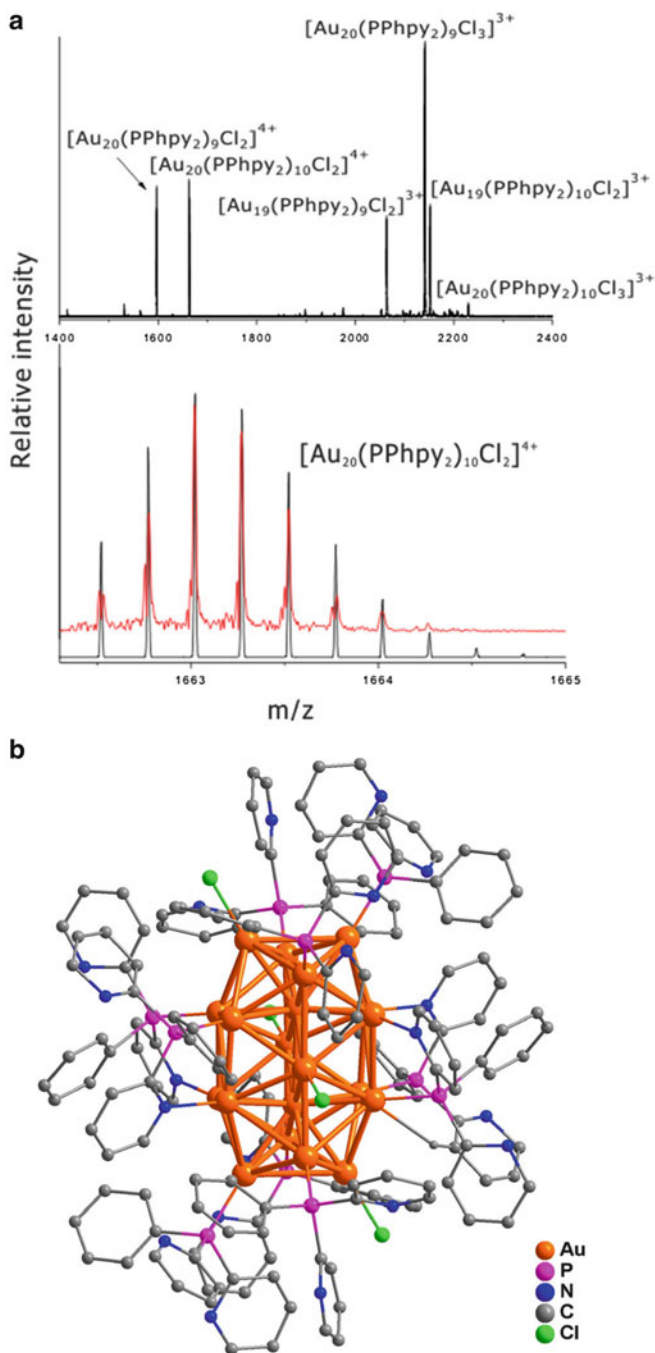 a
[Au₂₀(PPhpy₂)₉Cl₃]³⁺
[Au₂₀(PPhpy₂)₉Cl₂]⁴⁺
[Au₂₀(PPhpy₂)₁₀Cl₂]⁴⁺
[Au₁₉(PPhpy₂)₉Cl₂]³⁺
[Au₁₉(PPhpy₂)₁₀Cl₂]³⁺
[Au₂₀(PPhpy₂)₁₀Cl₃]³⁺
Relative intensity
1400 1600 1800 2000 2200 2400
[Au₂₀(PPhpy₂)₁₀Cl₂]⁴⁺
1663 1664 1665
m/z
b
Au
P
N
C
Cl